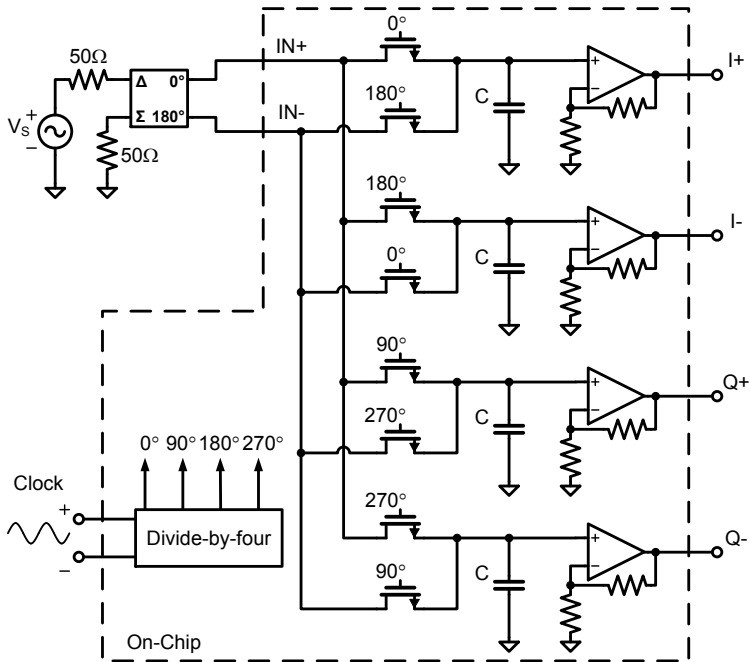 0°
50Ω
IN+
Δ 0°
Σ 180°
V_S
+
−
50Ω
IN-
180°
C
+
−
I+
180°
0°
C
+
−
I-
90°
270°
C
+
−
Q+
0° 90° 180° 270°
Clock
+
−
Divide-by-four
270°
90°
C
+
−
Q-
On-Chip